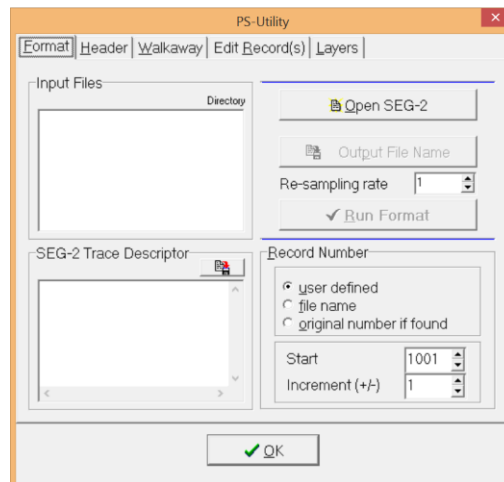 PS-Utility
Format Header Walkaway Edit Record(s) Layers
Input Files
Directory
Open SEG-2
Output File Name
Re-sampling rate 1
Run Format
SEG-2 Trace Descriptor
Record Number
user defined
file name
original number if found
Start 1001
Increment (+/-) 1
OK